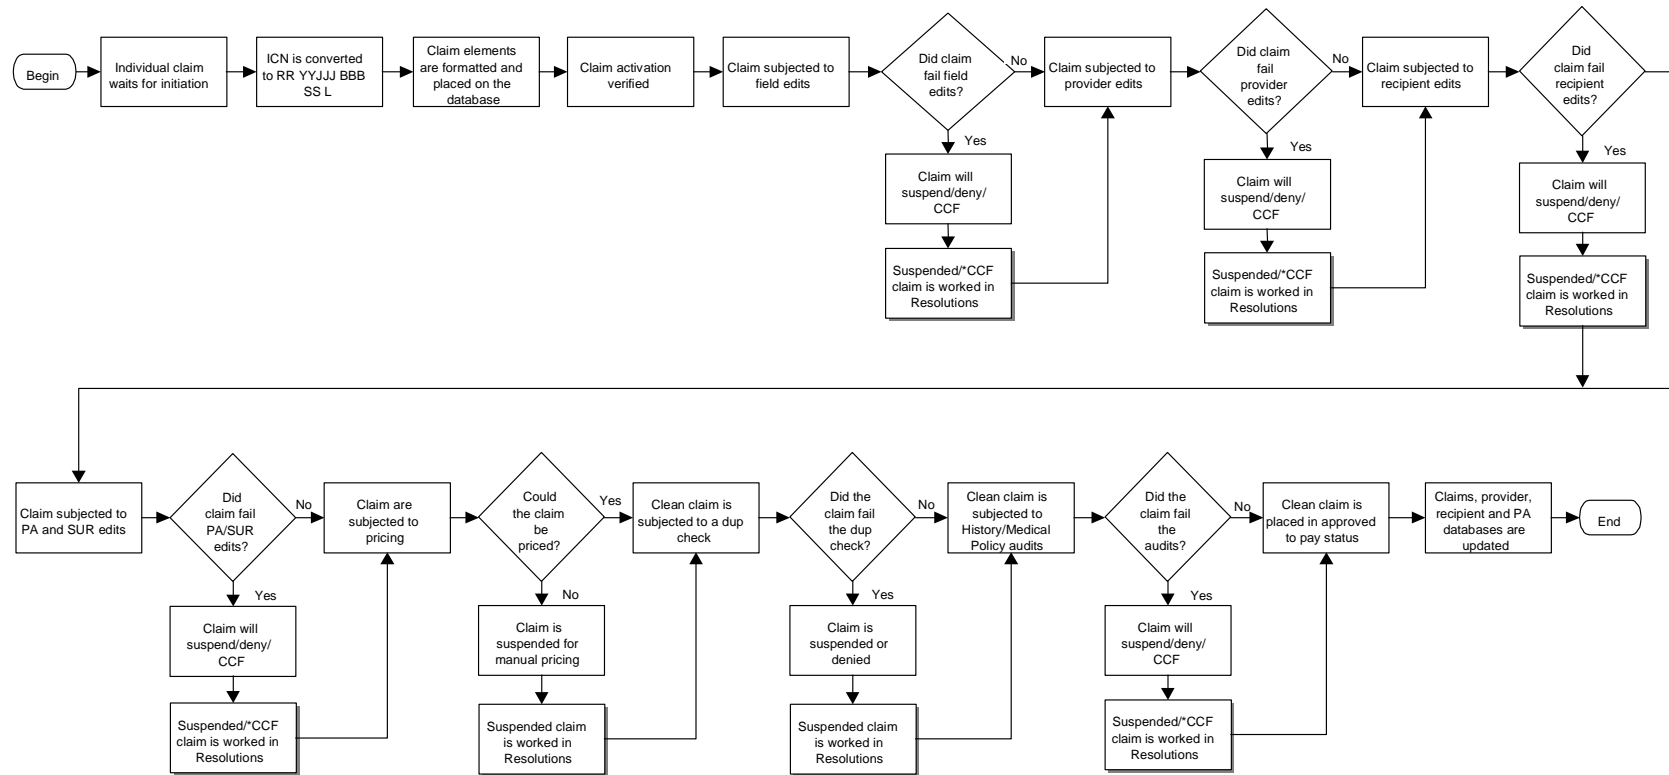 Begin
Individual claim
waits for initiation
ICN is converted
to RR YYJJJ BBB
SS L
Claim elements
are formatted and
placed on the
database
Claim activation
verified
Claim subjected to
field edits
Did claim
fail field
edits?
No
Claim subjected to
provider edits
Did claim
fail
provider
edits?
No
Claim subjected to
recipient edits
Did
claim fail
recipient
edits?
Yes
Claim will
suspend/deny/
CCF
Suspended/*CCF
claim is worked in
Resolutions
Yes
Claim will
suspend/deny/
CCF
Suspended/*CCF
claim is worked in
Resolutions
Yes
Claim will
suspend/deny/
CCF
Suspended/*CCF
claim is worked in
Resolutions
Claim subjected to
PA and SUR edits
Did
claim fail
PA/SUR
edits?
No
Claim are
subjected to
pricing
Could
the claim
be
priced?
Yes
Clean claim is
subjected to a dup
check
Did the
claim fail
the dup
check?
No
Clean claim is
subjected to
History/Medical
Policy audits
Did the
claim fail
the
audits?
No
Clean claim is
placed in approved
to pay status
Claims, provider,
recipient and PA
databases are
updated
End
Yes
Claim will
suspend/deny/
CCF
Suspended/*CCF
claim is worked in
Resolutions
No
Claim is
suspended for
manual pricing
Suspended claim
is worked in
Resolutions
Yes
Claim is
suspended or
denied
Suspended claim
is worked in
Resolutions
Yes
Claim will
suspend/deny/
CCF
Suspended/*CCF
claim is worked in
Resolutions